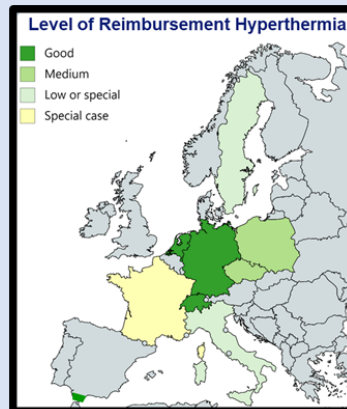 Level of Reimbursement Hyperthermia
Good
Medium
Low or special
Special case